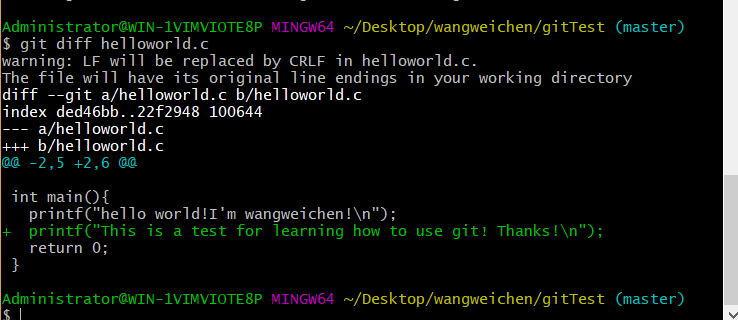 Administrator@WIN-1VIMVIOTE8P MINGW64 ~/Desktop/wangweichen/gitTest (master)
$ git diff helloworld.c
warning: LF will be replaced by CRLF in helloworld.c.
The file will have its original line endings in your working directory
diff --git a/helloworld.c b/helloworld.c
index ded46bb..22f2948 100644
--- a/helloworld.c
+++ b/helloworld.c
@@ -2,5 +2,6 @@

 int main(){
   printf("hello world!I'm wangweichen!\n");
+  printf("This is a test for learning how to use git! Thanks!\n");
   return 0;
 }

Administrator@WIN-1VIMVIOTE8P MINGW64 ~/Desktop/wangweichen/gitTest (master)
$